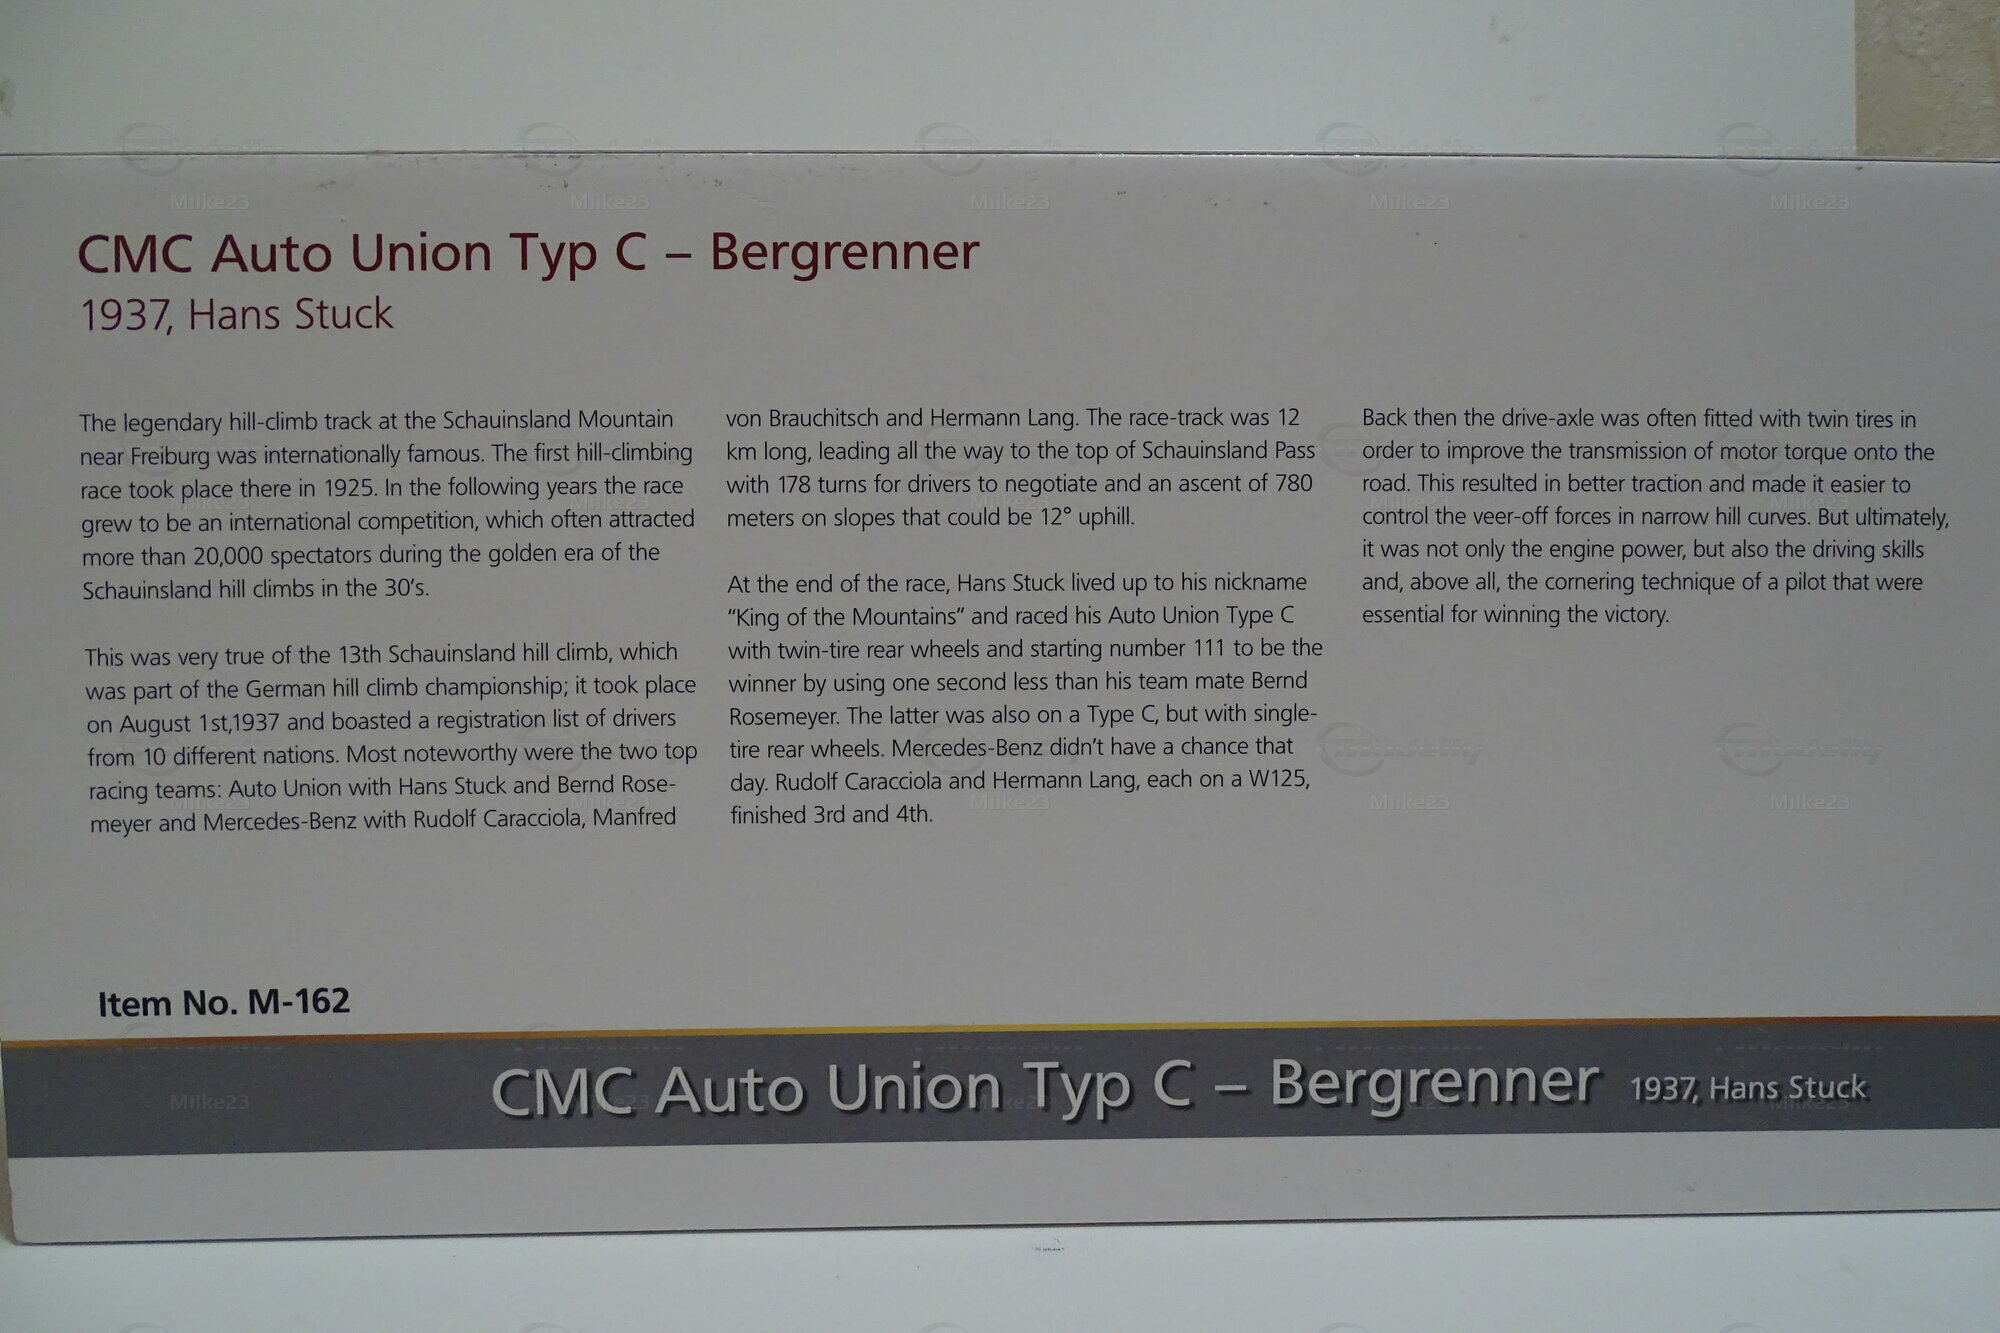 CMC Auto Union Typ C – Bergrenner
1937, Hans Stuck
The legendary hill-climb track at the Schauinsland Mountain
near Freiburg was internationally famous. The first hill-climbing
race took place there in 1925. In the following years the race
grew to be an international competition, which often attracted
more than 20,000 spectators during the golden era of the
Schauinsland hill climbs in the 30's.
This was very true of the 13th Schauinsland hill climb, which
was part of the German hill climb championship; it took place
on August 1st,1937 and boasted a registration list of drivers
from 10 different nations. Most noteworthy were the two top
racing teams: Auto Union with Hans Stuck and Bernd Rose-
meyer and Mercedes-Benz with Rudolf Caracciola, Manfred
von Brauchitsch and Hermann Lang. The race-track was 12
km long, leading all the way to the top of Schauinsland Pass
with 178 turns for drivers to negotiate and an ascent of 780
meters on slopes that could be 12° uphill.
At the end of the race, Hans Stuck lived up to his nickname
“King of the Mountains” and raced his Auto Union Type C
with twin-tire rear wheels and starting number 111 to be the
winner by using one second less than his team mate Bernd
Rosemeyer. The latter was also on a Type C, but with single-
tire rear wheels. Mercedes-Benz didn't have a chance that
day. Rudolf Caracciola and Hermann Lang, each on a W125,
finished 3rd and 4th.
Back then the drive-axle was often fitted with twin tires in
order to improve the transmission of motor torque onto the
road. This resulted in better traction and made it easier to
control the veer-off forces in narrow hill curves. But ultimately,
it was not only the engine power, but also the driving skills
and, above all, the cornering technique of a pilot that were
essential for winning the victory.
Item No. M-162
CMC Auto Union Typ C – Bergrenner 1937, Hans Stuck
Miike23